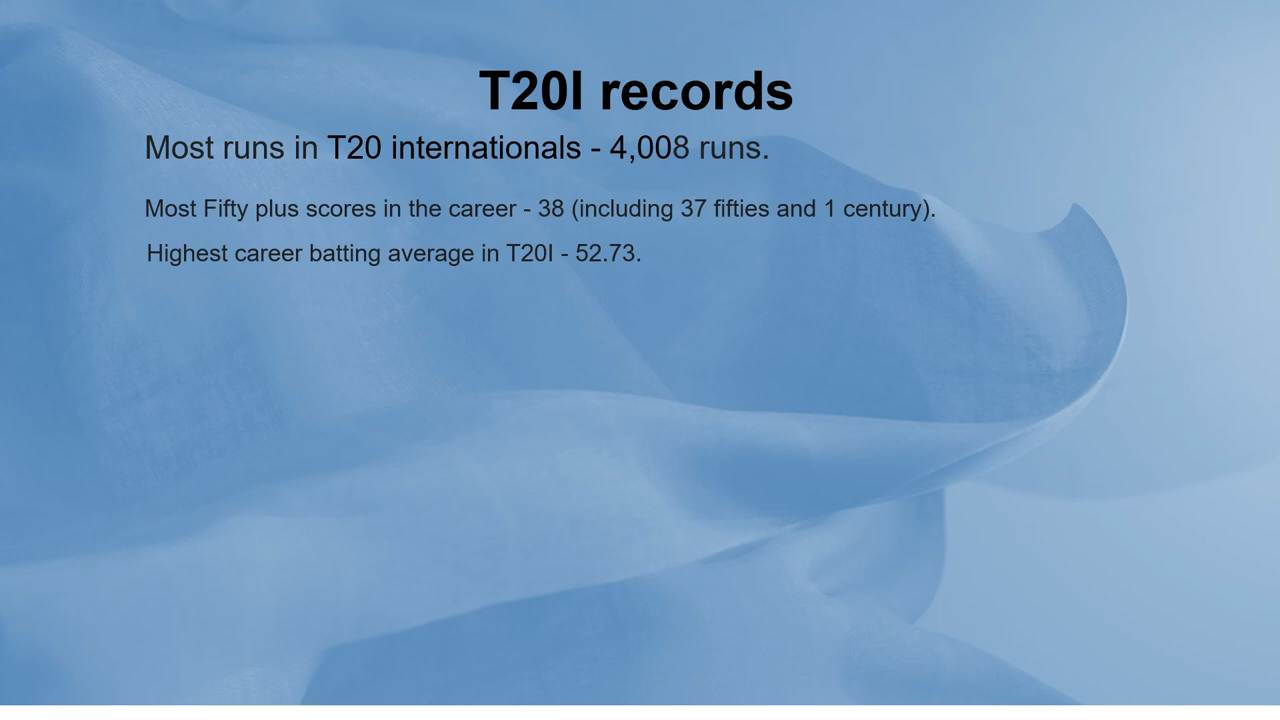 T20I records
Most runs in T20 internationals - 4,008 runs.
Most Fifty plus scores in the career - 38 (including 37 fifties and 1 century).
Highest career batting average in T20I - 52.73.